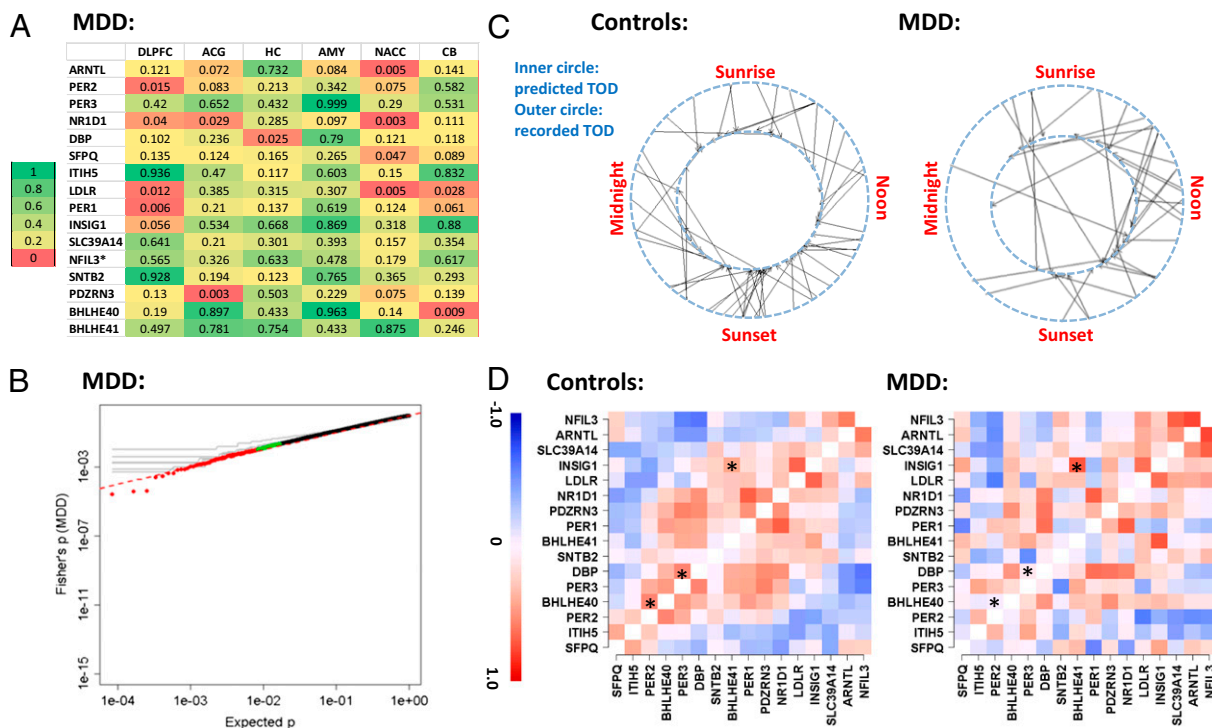 A
MDD:
DLPFC ACG HC AMY NACC CB
ARNTL 0.121 0.072 0.732 0.084 0.005 0.141
PER2 0.015 0.083 0.213 0.342 0.075 0.582
PER3 0.42 0.652 0.432 0.999 0.29 0.531
NR1D1 0.04 0.029 0.285 0.097 0.003 0.111
DBP 0.102 0.236 0.025 0.79 0.121 0.118
SFPQ 0.135 0.124 0.165 0.265 0.047 0.089
ITIH5 0.936 0.47 0.117 0.603 0.15 0.832
LDLR 0.012 0.385 0.315 0.307 0.005 0.028
PER1 0.006 0.21 0.137 0.619 0.124 0.061
INSIG1 0.056 0.534 0.668 0.869 0.318 0.88
SLC39A14 0.641 0.21 0.301 0.393 0.157 0.354
NFIL3* 0.565 0.326 0.633 0.478 0.179 0.617
SNTB2 0.928 0.194 0.123 0.765 0.365 0.293
PDZRN3 0.13 0.003 0.503 0.229 0.075 0.139
BHLHE40 0.19 0.897 0.433 0.963 0.14 0.009
BHLHE41 0.497 0.781 0.754 0.433 0.875 0.246
1
0.8
0.6
0.4
0.2
0
B
MDD:
Fisher's p (MDD)
1e-03
1e-07
1e-11
1e-15
1e-04 1e-03 1e-02 1e-01 1e+00
Expected p
C
Controls:
MDD:
Inner circle:
predicted TOD
Outer circle:
recorded TOD
Sunrise
Midnight
Noon
Sunset
Sunrise
Midnight
Noon
Sunset
D
Controls:
MDD:
-1.0
0
1.0
NFIL3
ARNTL
SLC39A14
INSIG1
LDLR
NR1D1
PDZRN3
PER1
BHLHE41
SNTB2
DBP
PER3
BHLHE40
PER2
ITIH5
SFPQ
*
*
*
SFPQ
ITIH5
PER2
BHLHE40
PER3
DBP
SNTB2
BHLHE41
PER1
PDZRN3
NR1D1
LDLR
INSIG1
SLC39A14
ARNTL
NFIL3
NFIL3
ARNTL
SLC39A14
INSIG1
LDLR
NR1D1
PDZRN3
PER1
BHLHE41
SNTB2
DBP
PER3
BHLHE40
PER2
ITIH5
SFPQ
*
*
*
SFPQ
ITIH5
PER2
BHLHE40
PER3
DBP
SNTB2
BHLHE41
PER1
PDZRN3
NR1D1
LDLR
INSIG1
SLC39A14
ARNTL
NFIL3